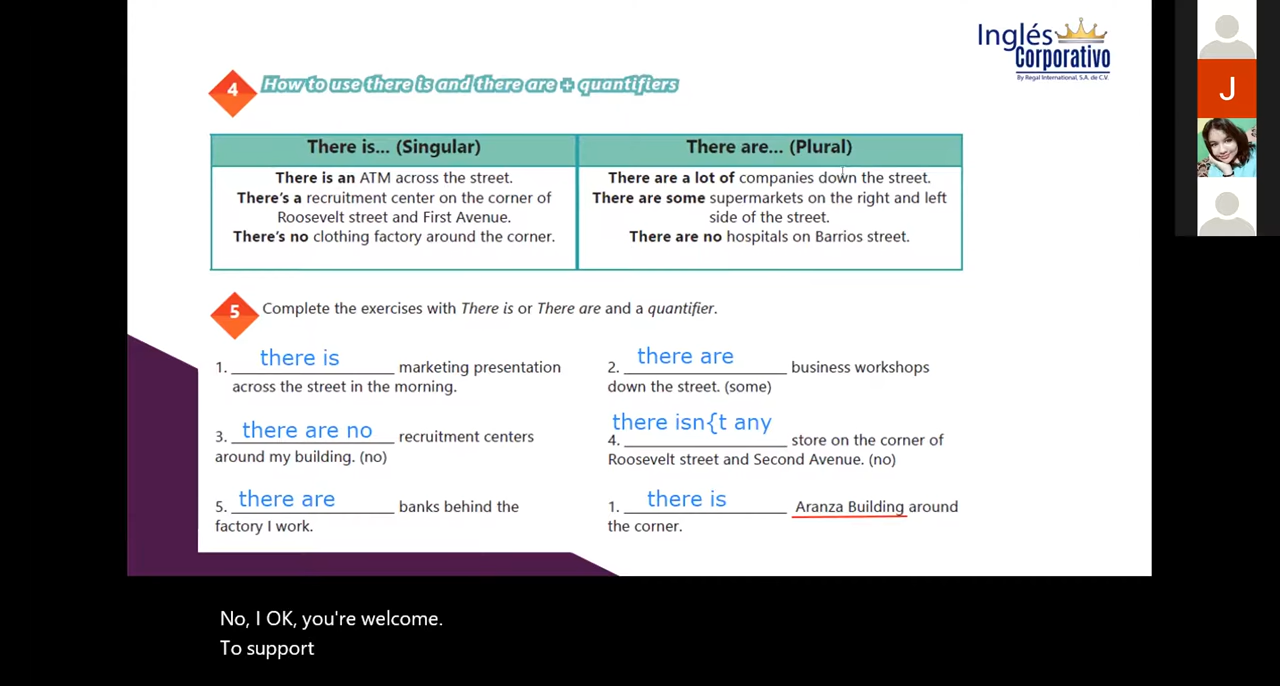 Inglés
Corporativo
By Regal International, S.A. de C.V.
J
4 How to use there is and there are + quantifiers
There is... (Singular)
There is an ATM across the street.
There's a recruitment center on the corner of
Roosevelt street and First Avenue.
There's no clothing factory around the corner.
There are... (Plural)
There are a lot of companies down the street.
There are some supermarkets on the right and left
side of the street.
There are no hospitals on Barrios street.
5 Complete the exercises with There is or There are and a quantifier.
1. there is marketing presentation
across the street in the morning.
2. there are business workshops
down the street. (some)
3. there are no recruitment centers
around my building. (no)
there isn{t any
4. store on the corner of
Roosevelt street and Second Avenue. (no)
5. there are banks behind the
factory I work.
1. there is Aranza Building around
the corner.
No, I OK, you're welcome.
To support